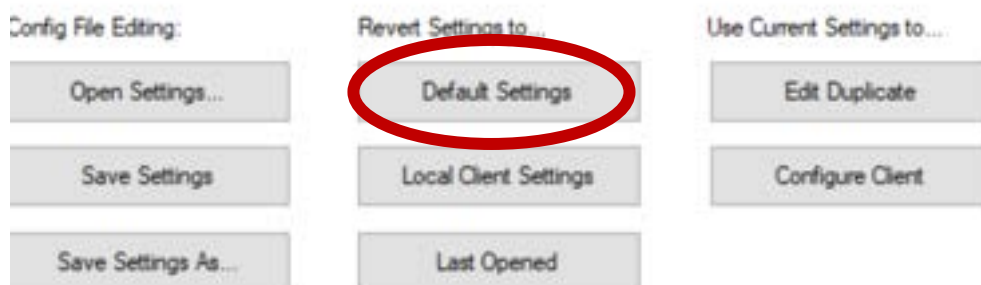 Config File Editing:
Revert Settings to...
Use Current Settings to...
Open Settings...
Default Settings
Edit Duplicate
Save Settings
Local Client Settings
Configure Client
Save Settings As...
Last Opened